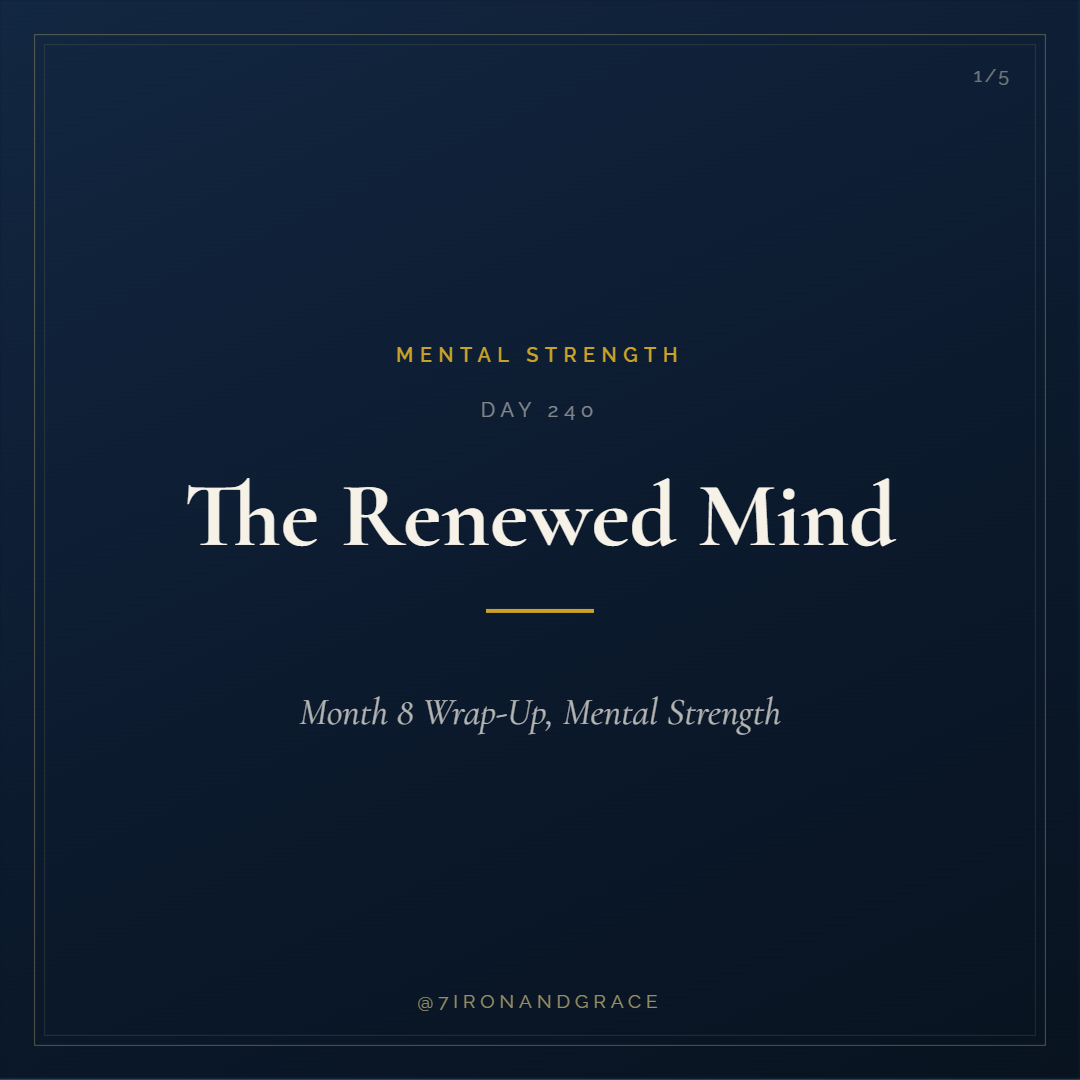 1/5
MENTAL STRENGTH
DAY 240
The Renewed Mind
Month 8 Wrap-Up, Mental Strength
@7IRONANDGRACE